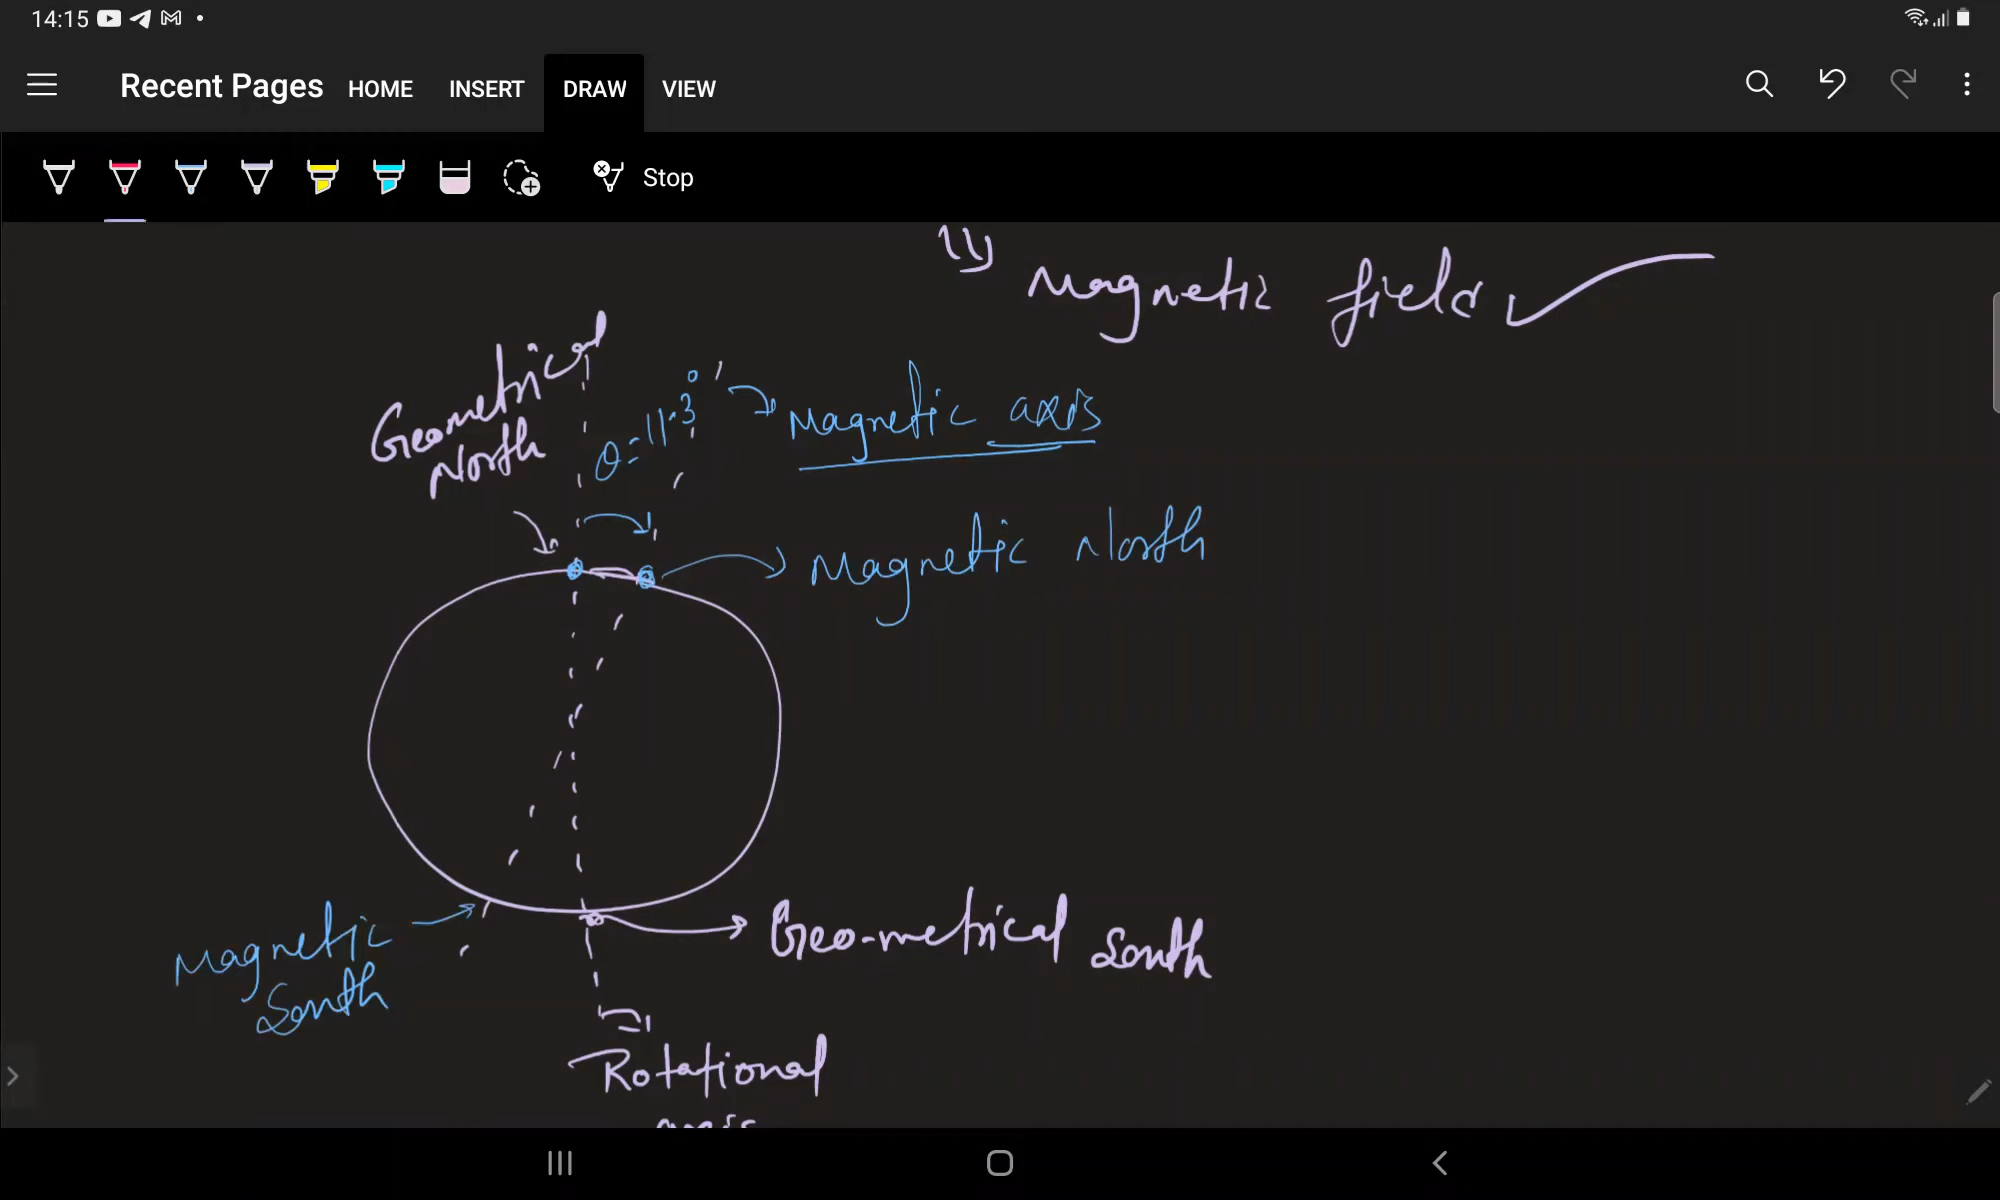 14:15
Recent Pages HOME INSERT DRAW VIEW
Stop
Magnetic field
Geometrical
North
θ = 11.3°
Magnetic axis
Magnetic North
Magnetic
South
Geo-metrical South
Rotational
axis